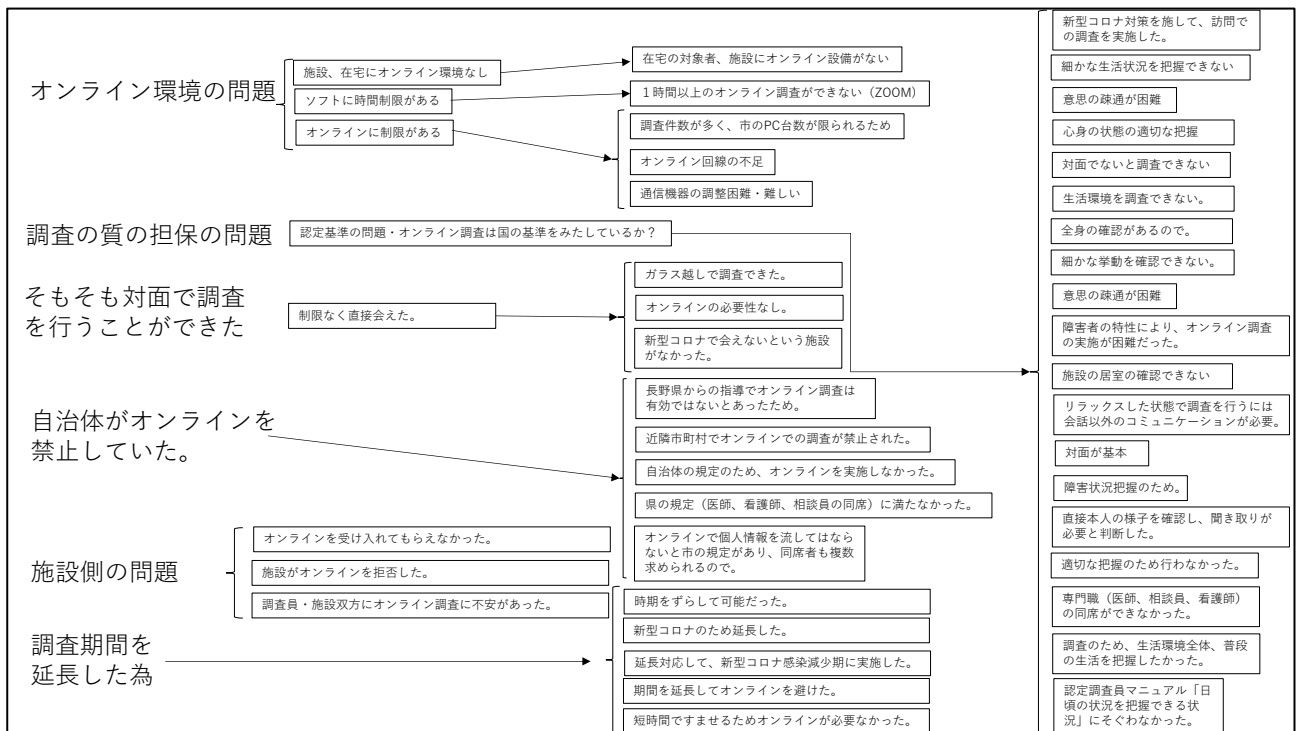 オンライン環境の問題
施設、在宅にオンライン環境なし
ソフトに時間制限がある
オンラインに制限がある
在宅の対象者、施設にオンライン設備がない
１時間以上のオンライン調査ができない（ZOOM）
調査件数が多く、市のPC台数が限られるため
オンライン回線の不足
通信機器の調整困難・難しい
調査の質の担保の問題
認定基準の問題・オンライン調査は国の基準をみたしているか？
そもそも対面で調査
を行うことができた
制限なく直接会えた。
ガラス越しで調査できた。
オンラインの必要性なし。
新型コロナで会えないという施設
がなかった。
自治体がオンラインを
禁止していた。
長野県からの指導でオンライン調査は
有効ではないとあったため。
近隣市町村でオンラインでの調査が禁止された。
自治体の規定のため、オンラインを実施しなかった。
県の規定（医師、看護師、相談員の同席）に満たなかった。
オンラインで個人情報を流してはなら
ないと市の規定があり、同席者も複数
求められるので。
施設側の問題
オンラインを受け入れてもらえなかった。
施設がオンラインを拒否した。
調査員・施設双方にオンライン調査に不安があった。
調査期間を
延長した為
時期をずらして可能だった。
新型コロナのため延長した。
延長対応して、新型コロナ感染減少期に実施した。
期間を延長してオンラインを避けた。
短時間ですませるためオンラインが必要なかった。
新型コロナ対策を施して、訪問で
の調査を実施した。
細かな生活状況を把握できない
意思の疎通が困難
心身の状態の適切な把握
対面でないと調査できない
生活環境を調査できない。
全身の確認があるので。
細かな挙動を確認できない。
意思の疎通が困難
障害者の特性により、オンライン調査
の実施が困難だった。
施設の居室の確認できない
リラックスした状態で調査を行うには
会話以外のコミュニケーションが必要。
対面が基本
障害状況把握のため。
直接本人の様子を確認し、聞き取りが
必要と判断した。
適切な把握のため行わなかった。
専門職（医師、相談員、看護師）
の同席ができなかった。
調査のため、生活環境全体、普段
の生活を把握したかった。
認定調査員マニュアル「日
頃の状況を把握できる状
況」にそぐわなかった。